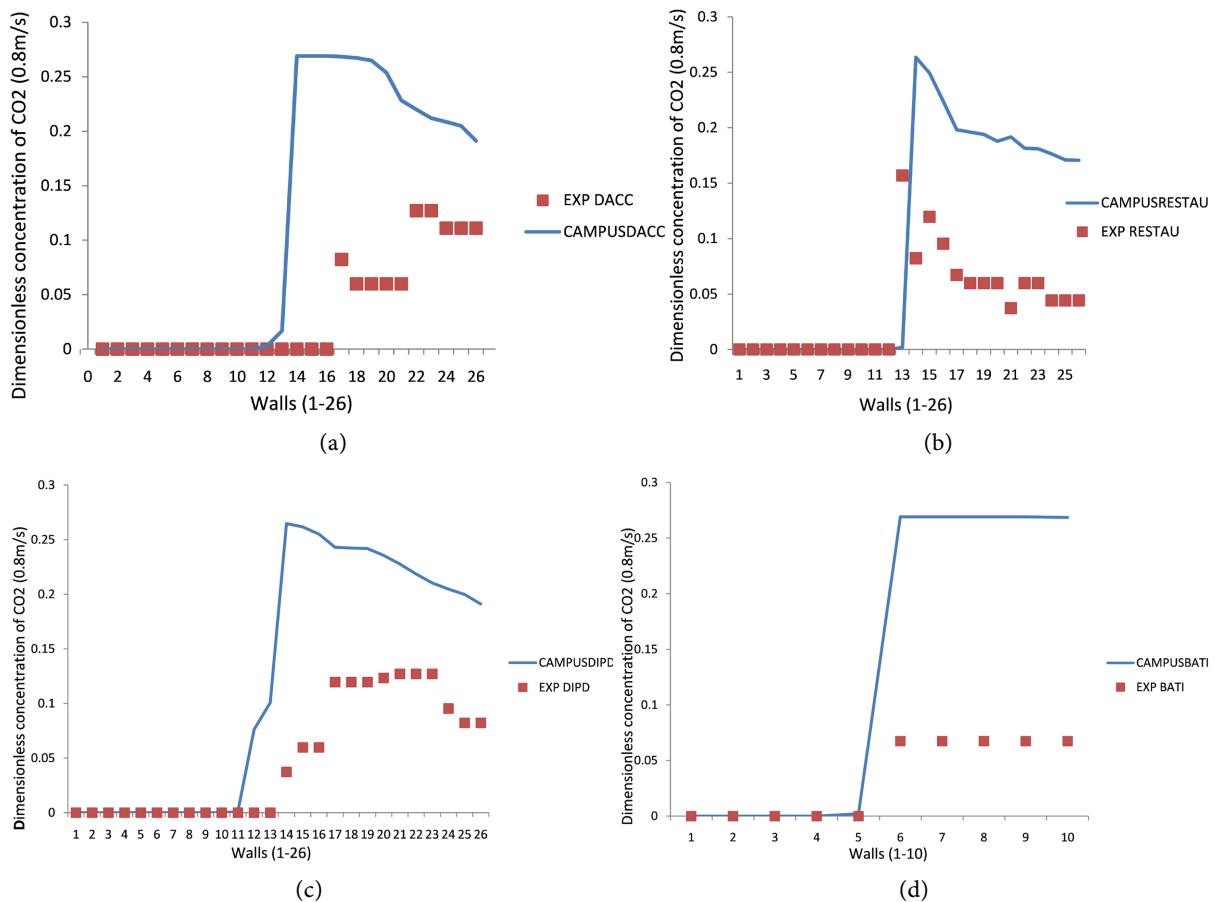 Dimensionless concentration of CO2 (0.8m/s)
0.3
0.25
0.2
0.15
0.1
0.05
0
0 2 4 6 8 10 12 14 16 18 20 22 24 26
Walls (1-26)
EXP DACC
CAMPUSDACC
(a)
Dimensionless concentration of CO2 (0.8m/s)
0.3
0.25
0.2
0.15
0.1
0.05
0
1 3 5 7 9 11 13 15 17 19 21 23 25
Walls (1-26)
CAMPUSRESTAU
EXP RESTAU
(b)
Dimensionless concentration of CO2 (0.8m/s)
0.3
0.25
0.2
0.15
0.1
0.05
0
1 2 3 4 5 6 7 8 9 10 11 12 13 14 15 16 17 18 19 20 21 22 23 24 25 26
Walls (1-26)
CAMPUSDIPD
EXP DIPD
(c)
Dimensionless concentration of CO2 (0.8m/s)
0.3
0.25
0.2
0.15
0.1
0.05
0
1 2 3 4 5 6 7 8 9 10
Walls (1-10)
CAMPUSBATI
EXP BATI
(d)